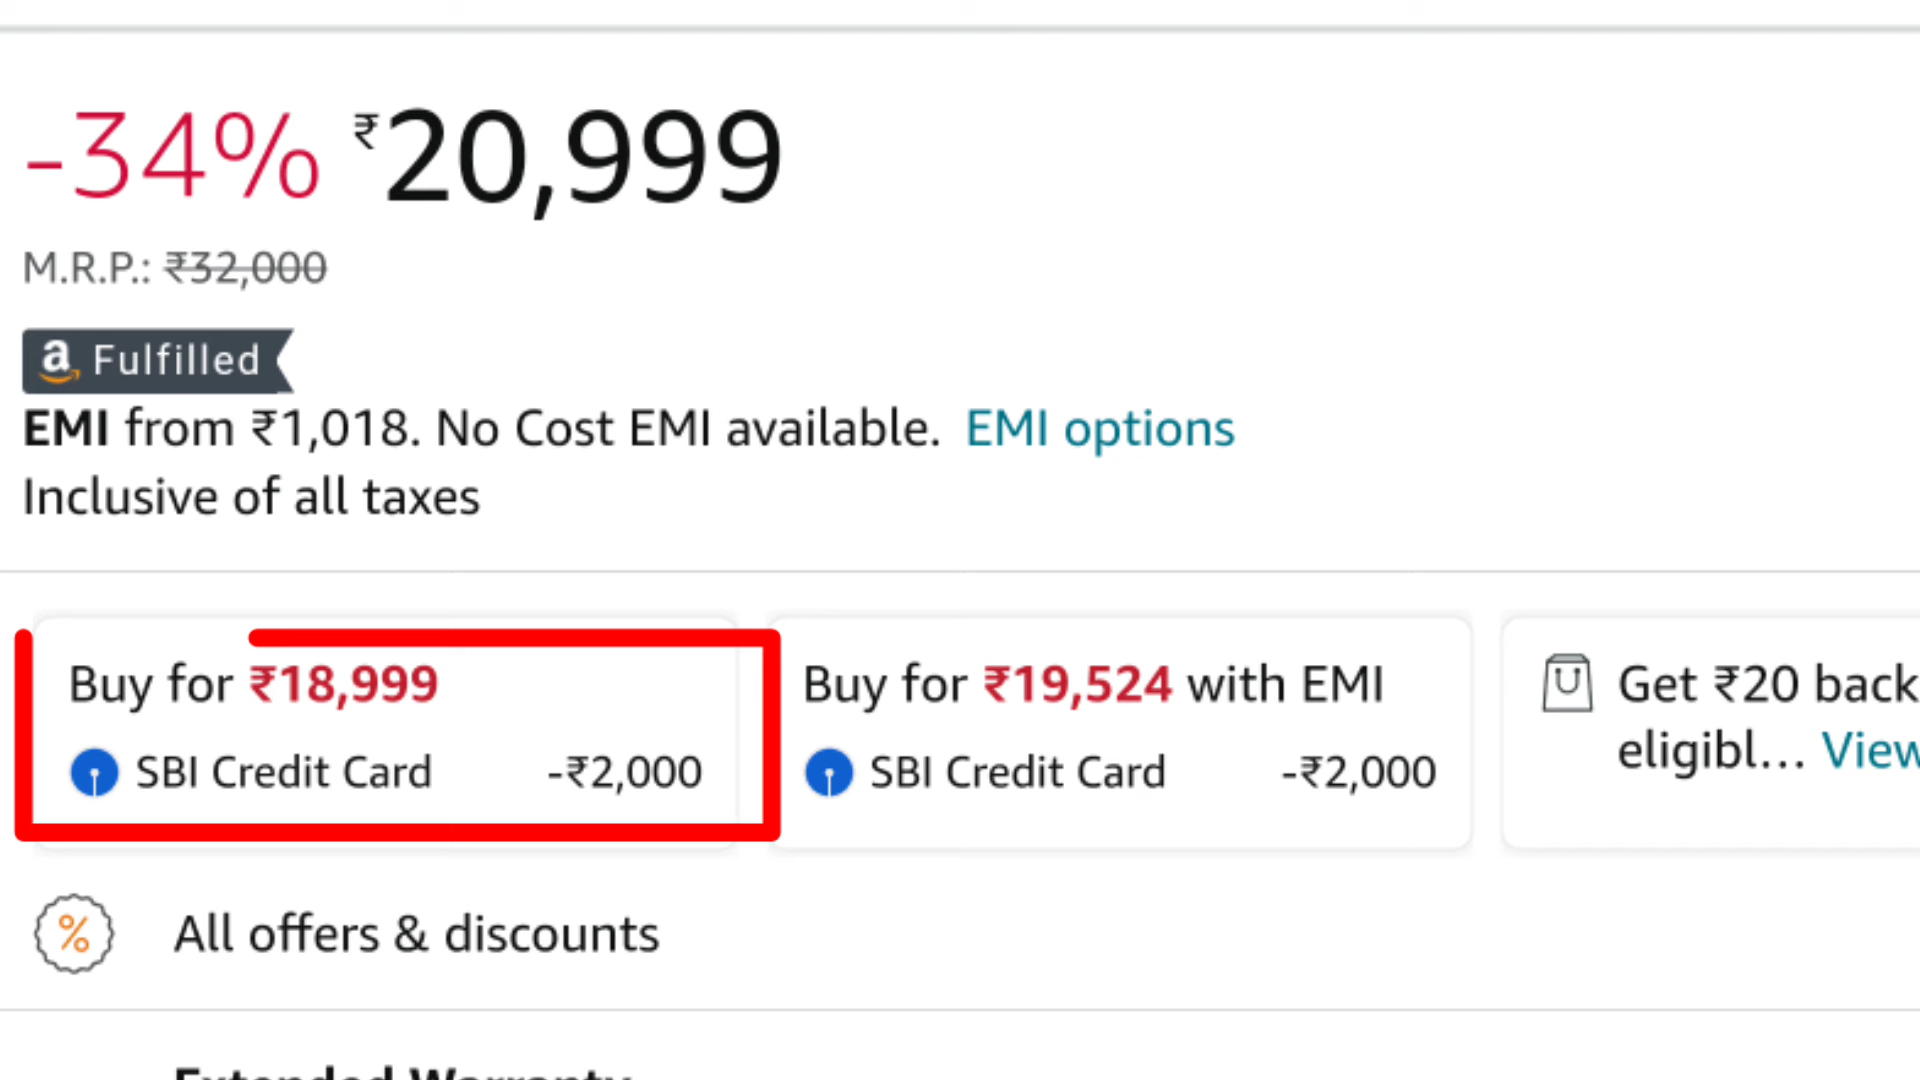 -34% ₹20,999
M.R.P.: ₹32,000
a Fulfilled
EMI from ₹1,018. No Cost EMI available. EMI options
Inclusive of all taxes
Buy for ₹18,999
SBI Credit Card -₹2,000
Buy for ₹19,524 with EMI
SBI Credit Card -₹2,000
Get ₹20 back
eligibl... View
% All offers & discounts
Extended Warranty